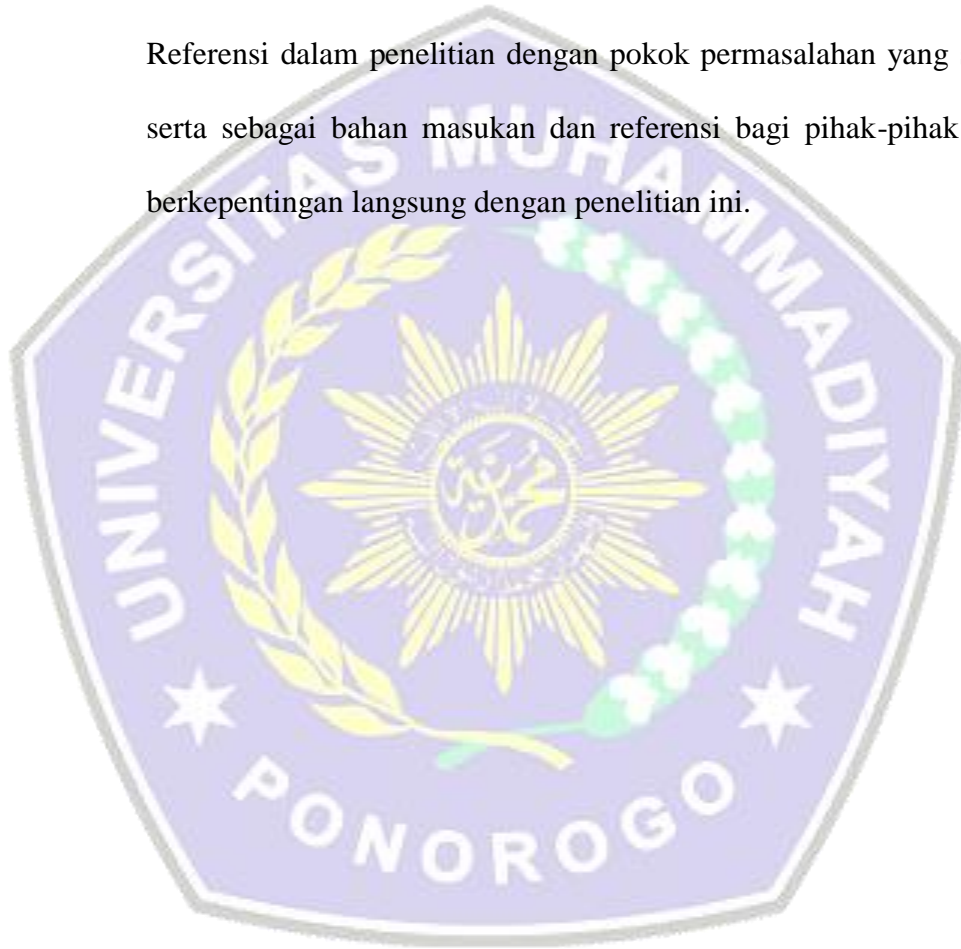 Referensi dalam penelitian dengan pokok permasalahan yang
serta sebagai bahan masukan dan referensi bagi pihak-pihak
berkepentingan langsung dengan penelitian ini.
UNIVERSITAS MUHAMMADIYAH
PONOROGO